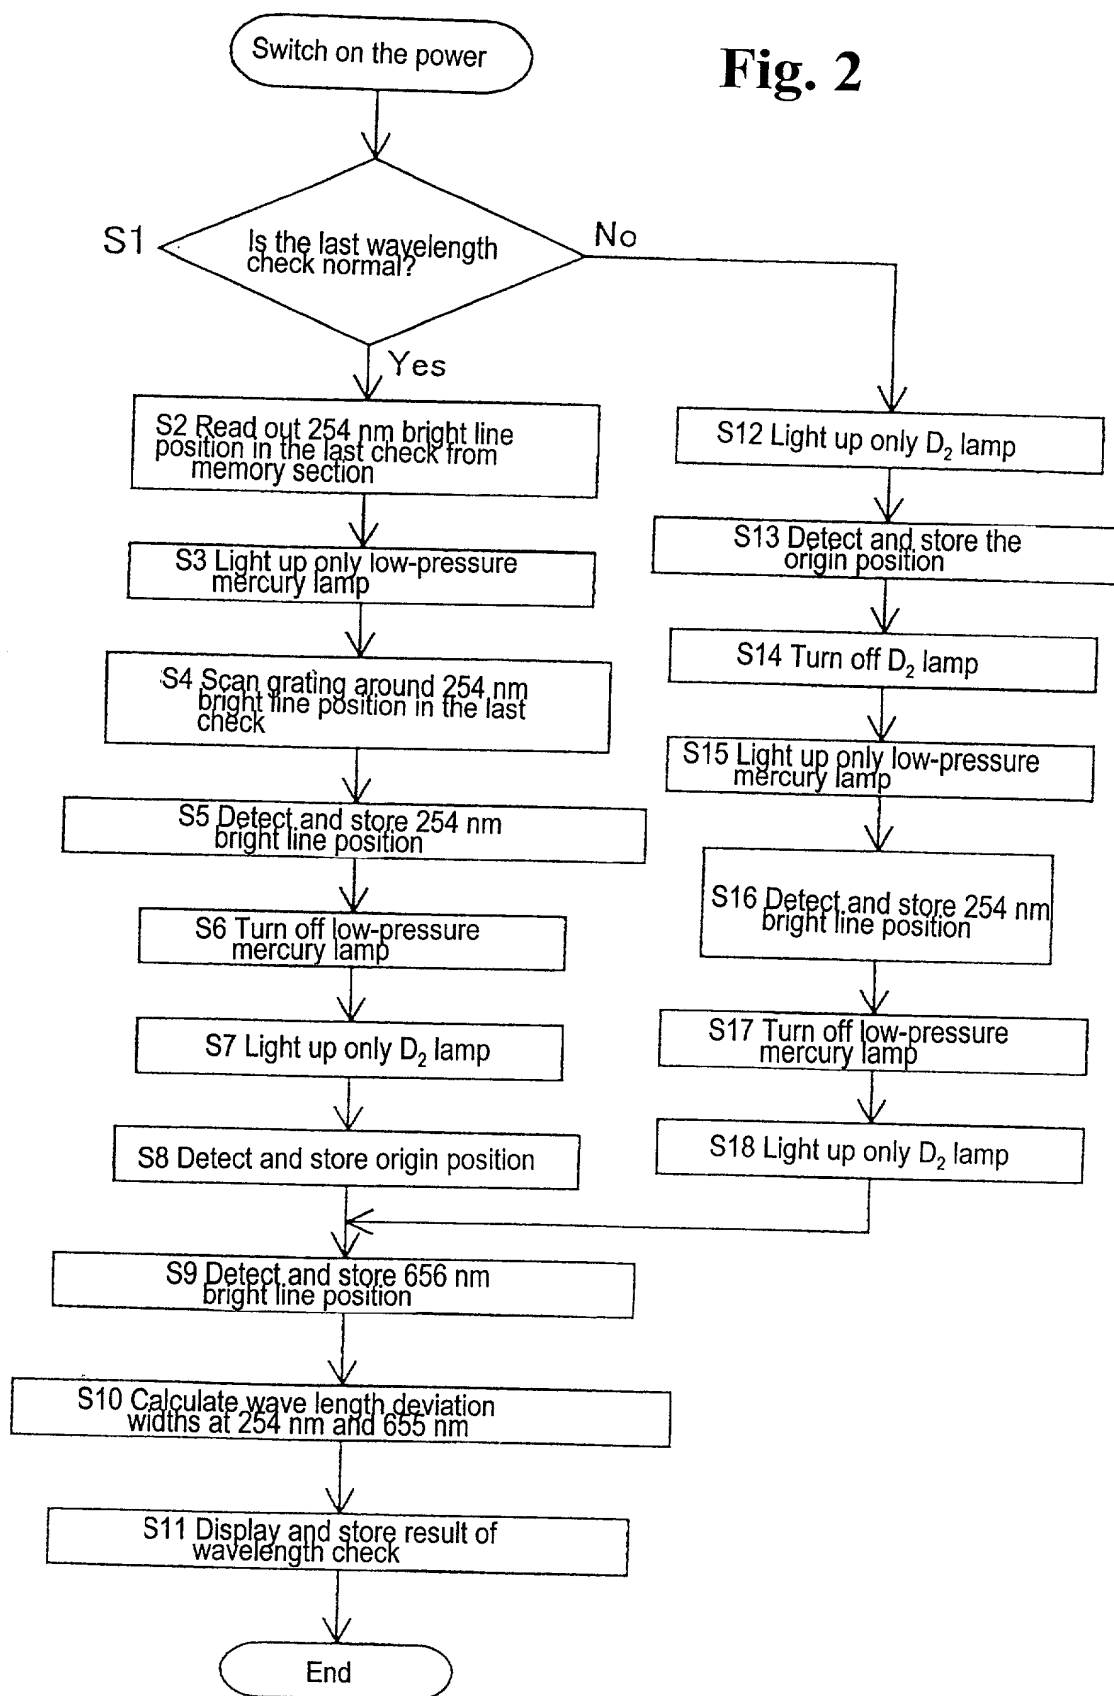 Fig. 2
Switch on the power
S1
Is the last wavelength
check normal?
No
Yes
S2 Read out 254 nm bright line
position in the last check from
memory section
S3 Light up only low-pressure
mercury lamp
S4 Scan grating around 254 nm
bright line position in the last
check
S5 Detect and store 254 nm
bright line position
S6 Turn off low-pressure
mercury lamp
S7 Light up only D₂ lamp
S8 Detect and store origin position
S12 Light up only D₂ lamp
S13 Detect and store the
origin position
S14 Turn off D₂ lamp
S15 Light up only low-pressure
mercury lamp
S16 Detect and store 254 nm
bright line position
S17 Turn off low-pressure
mercury lamp
S18 Light up only D₂ lamp
S9 Detect and store 656 nm
bright line position
S10 Calculate wave length deviation
widths at 254 nm and 655 nm
S11 Display and store result of
wavelength check
End